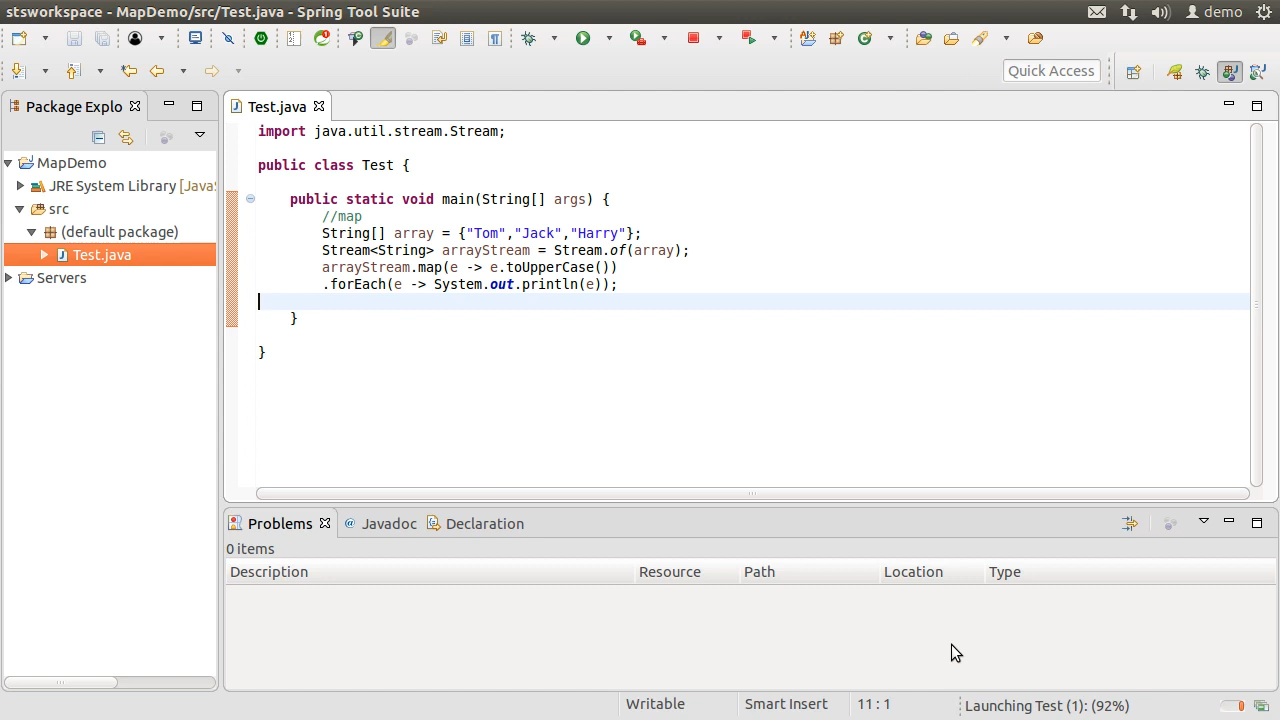 stsworkspace - MapDemo/src/Test.java - Spring Tool Suite
demo
Quick Access
Package Explo
Test.java
MapDemo
JRE System Library [Java
src
(default package)
Test.java
Servers
import java.util.stream.Stream;
public class Test {
public static void main(String[] args) {
//map
String[] array = {"Tom","Jack","Harry"};
Stream<String> arrayStream = Stream.of(array);
arrayStream.map(e -> e.toUpperCase())
.forEach(e -> System.out.println(e));
}
}
Problems
@ Javadoc
Declaration
0 items
Description Resource Path Location Type
Writable Smart Insert 11 : 1 Launching Test (1): (92%)